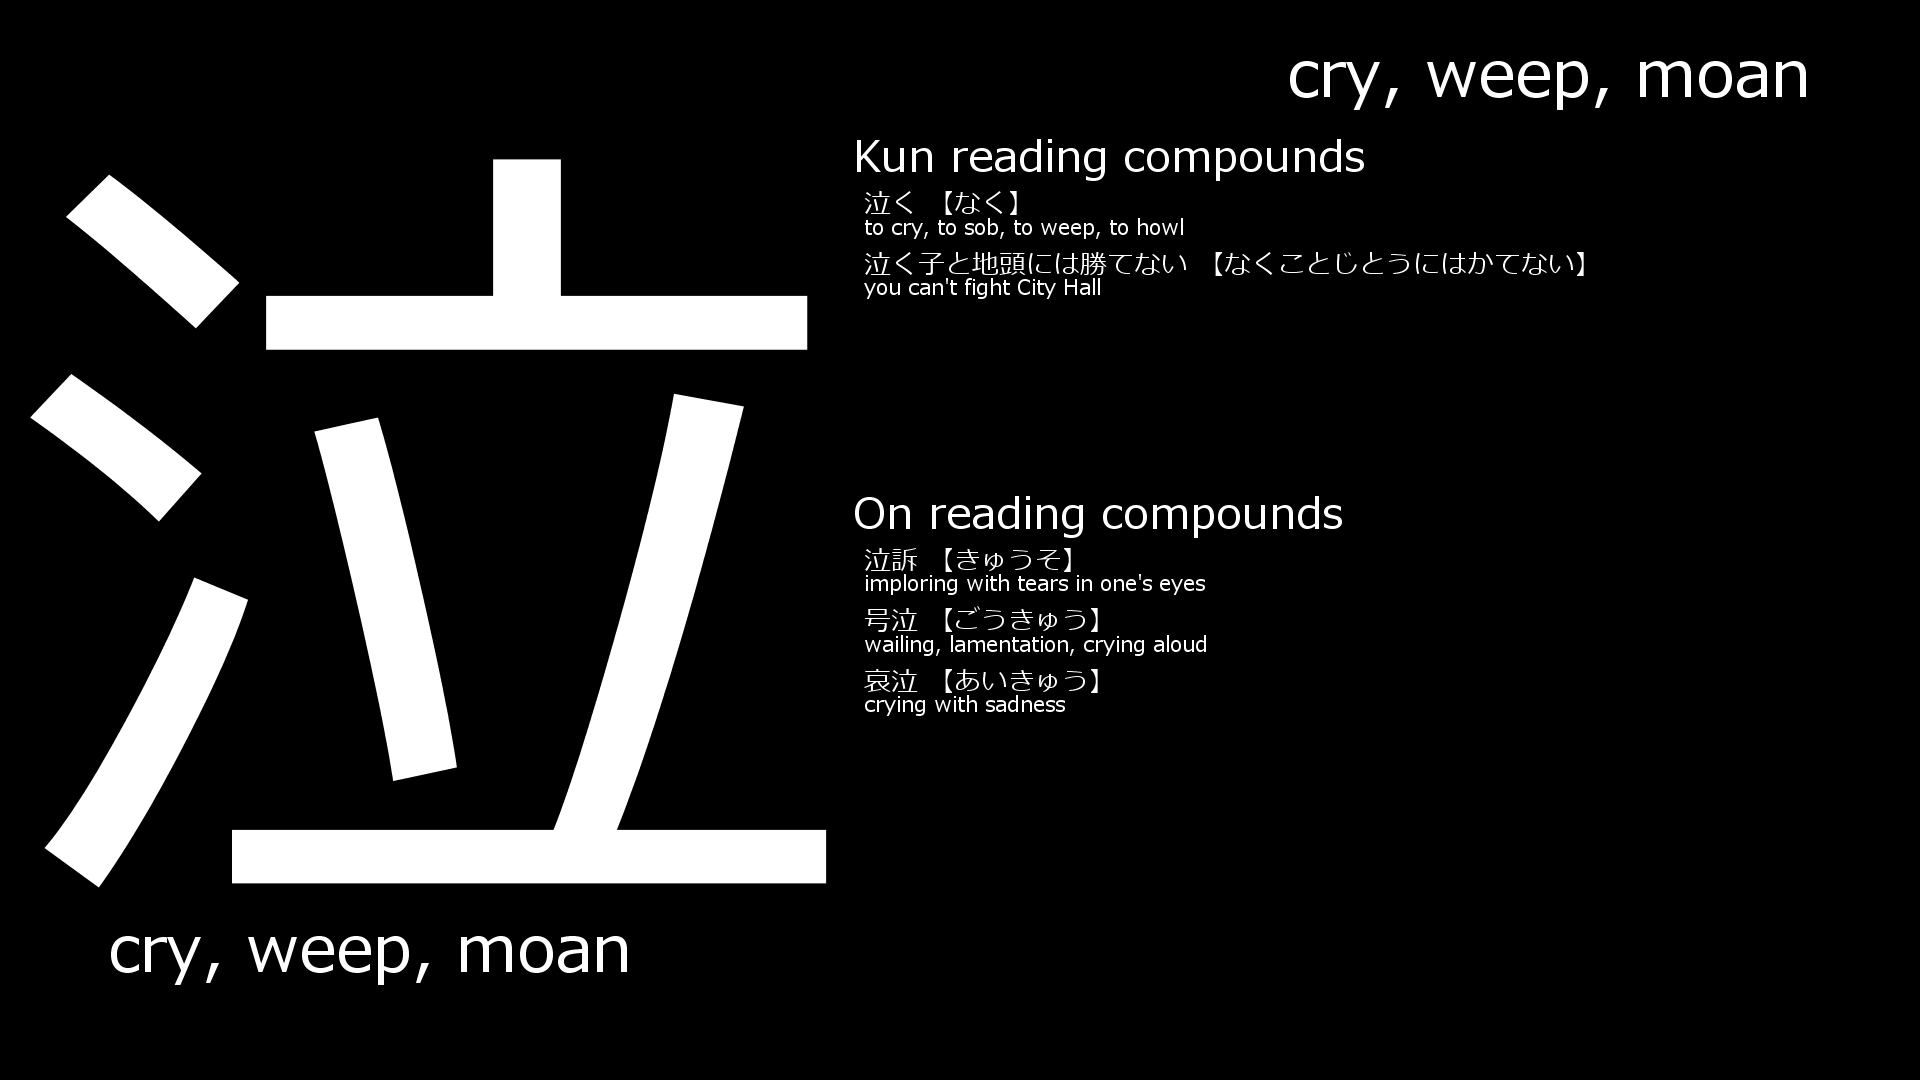 泣
cry, weep, moan
cry, weep, moan
Kun reading compounds
泣く 【なく】
to cry, to sob, to weep, to howl
泣く子と地頭には勝てない 【なくことじとうにはかてない】
you can't fight City Hall
On reading compounds
泣訴 【きゅうそ】
imploring with tears in one's eyes
号泣 【ごうきゅう】
wailing, lamentation, crying aloud
哀泣 【あいきゅう】
crying with sadness